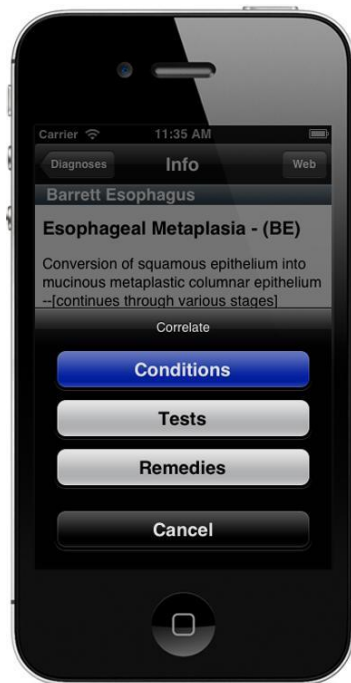 Carrier 11:35 AM
Diagnoses Info Web
Barrett Esophagus
Esophageal Metaplasia - (BE)
Conversion of squamous epithelium into
mucinous metaplastic columnar epithelium
--[continues through various stages]
Correlate
Conditions
Tests
Remedies
Cancel